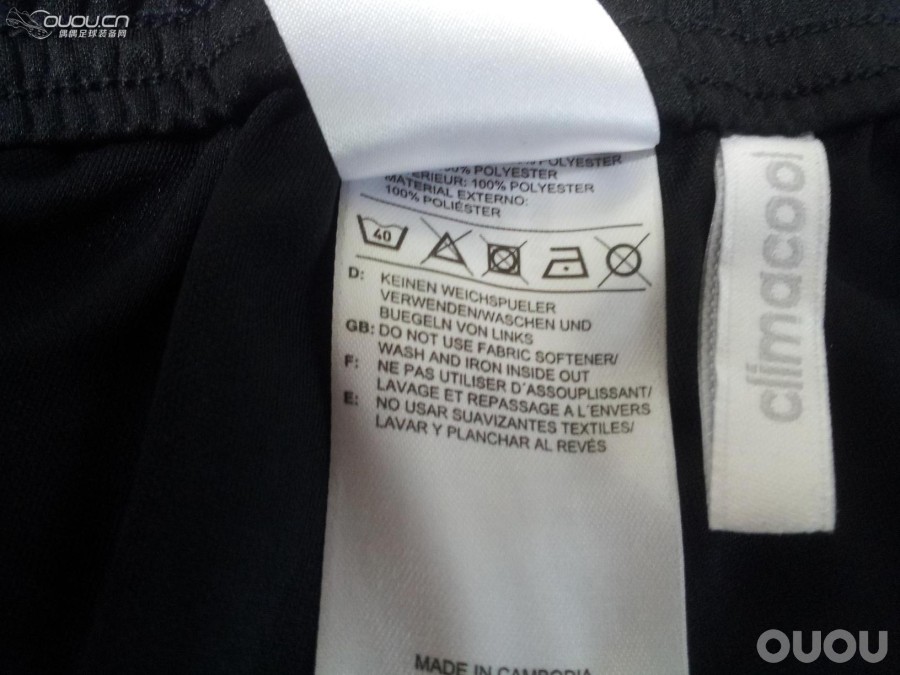 OUOU.CN
偶偶足球装备网
POLYESTER
POLYESTER
100% POLYESTER
MATERIAL EXTERNO:
100% POLIÉSTER
40
D: KEINEN WEICHSPUELER
VERWENDEN/WASCHEN UND
BUEGELN VON LINKS
GB: DO NOT USE FABRIC SOFTENER/
WASH AND IRON INSIDE OUT
F: NE PAS UTILISER D´ASSOUPLISSANT/
LAVAGE ET REPASSAGE A L´ENVERS
E: NO USAR SUAVIZANTES TEXTILES/
LAVAR Y PLANCHAR AL REVÉS
MADE IN CAMBODIA
climacool
OUOU